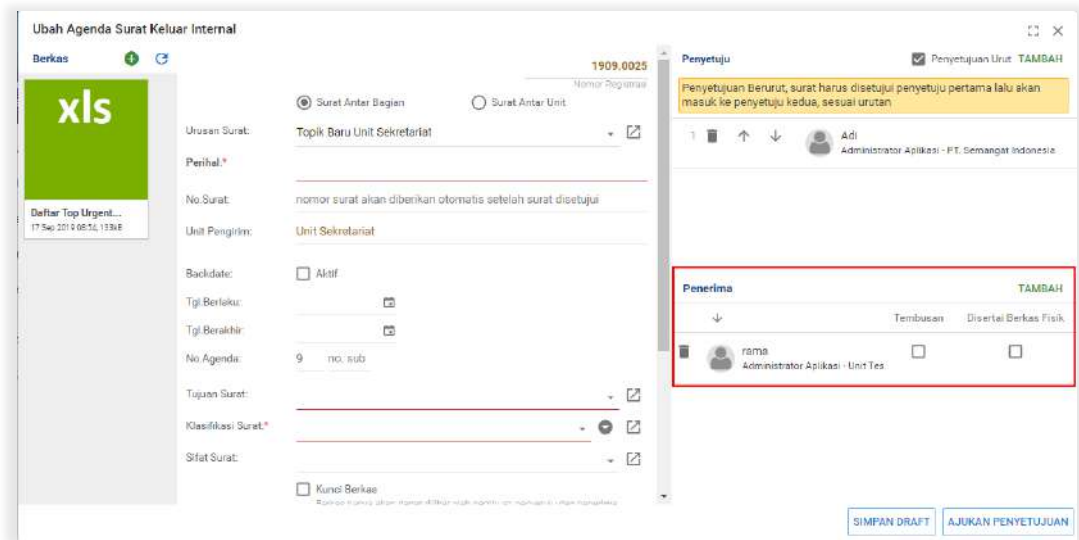 Ubah Agenda Surat Keluar Internal
Berkas
xls
Daftar Top Urgent...
17 Sep 2019 08:54, 133kB
1909.0025
Nomor Registrasi
Surat Antar Bagian
Surat Antar Unit
Urusan Surat:
Topik Baru Unit Sekretariat
Perihal:*
No.Surat:
nomor surat akan diberikan otomatis setelah surat disetujui
Unit Pengirim:
Unit Sekretariat
Backdate:
Aktif
Tgl.Berlaku:
Tgl.Berakhir:
No.Agenda:
9
no. sub
Tujuan Surat:
Klasifikasi Surat:*
Sifat Surat:
Kunci Berkas
Penyetuju
Penyetujuan Urut
TAMBAH
Penyetujuan Berurut, surat harus disetujui penyetuju pertama lalu akan
masuk ke penyetuju kedua, sesuai urutan
1
Adi
Administrator Aplikasi - PT. Semangat Indonesia
Penerima
TAMBAH
Tembusan
Disertai Berkas Fisik
rama
Administrator Aplikasi - Unit Tes
SIMPAN DRAFT
AJUKAN PENYETUJUAN